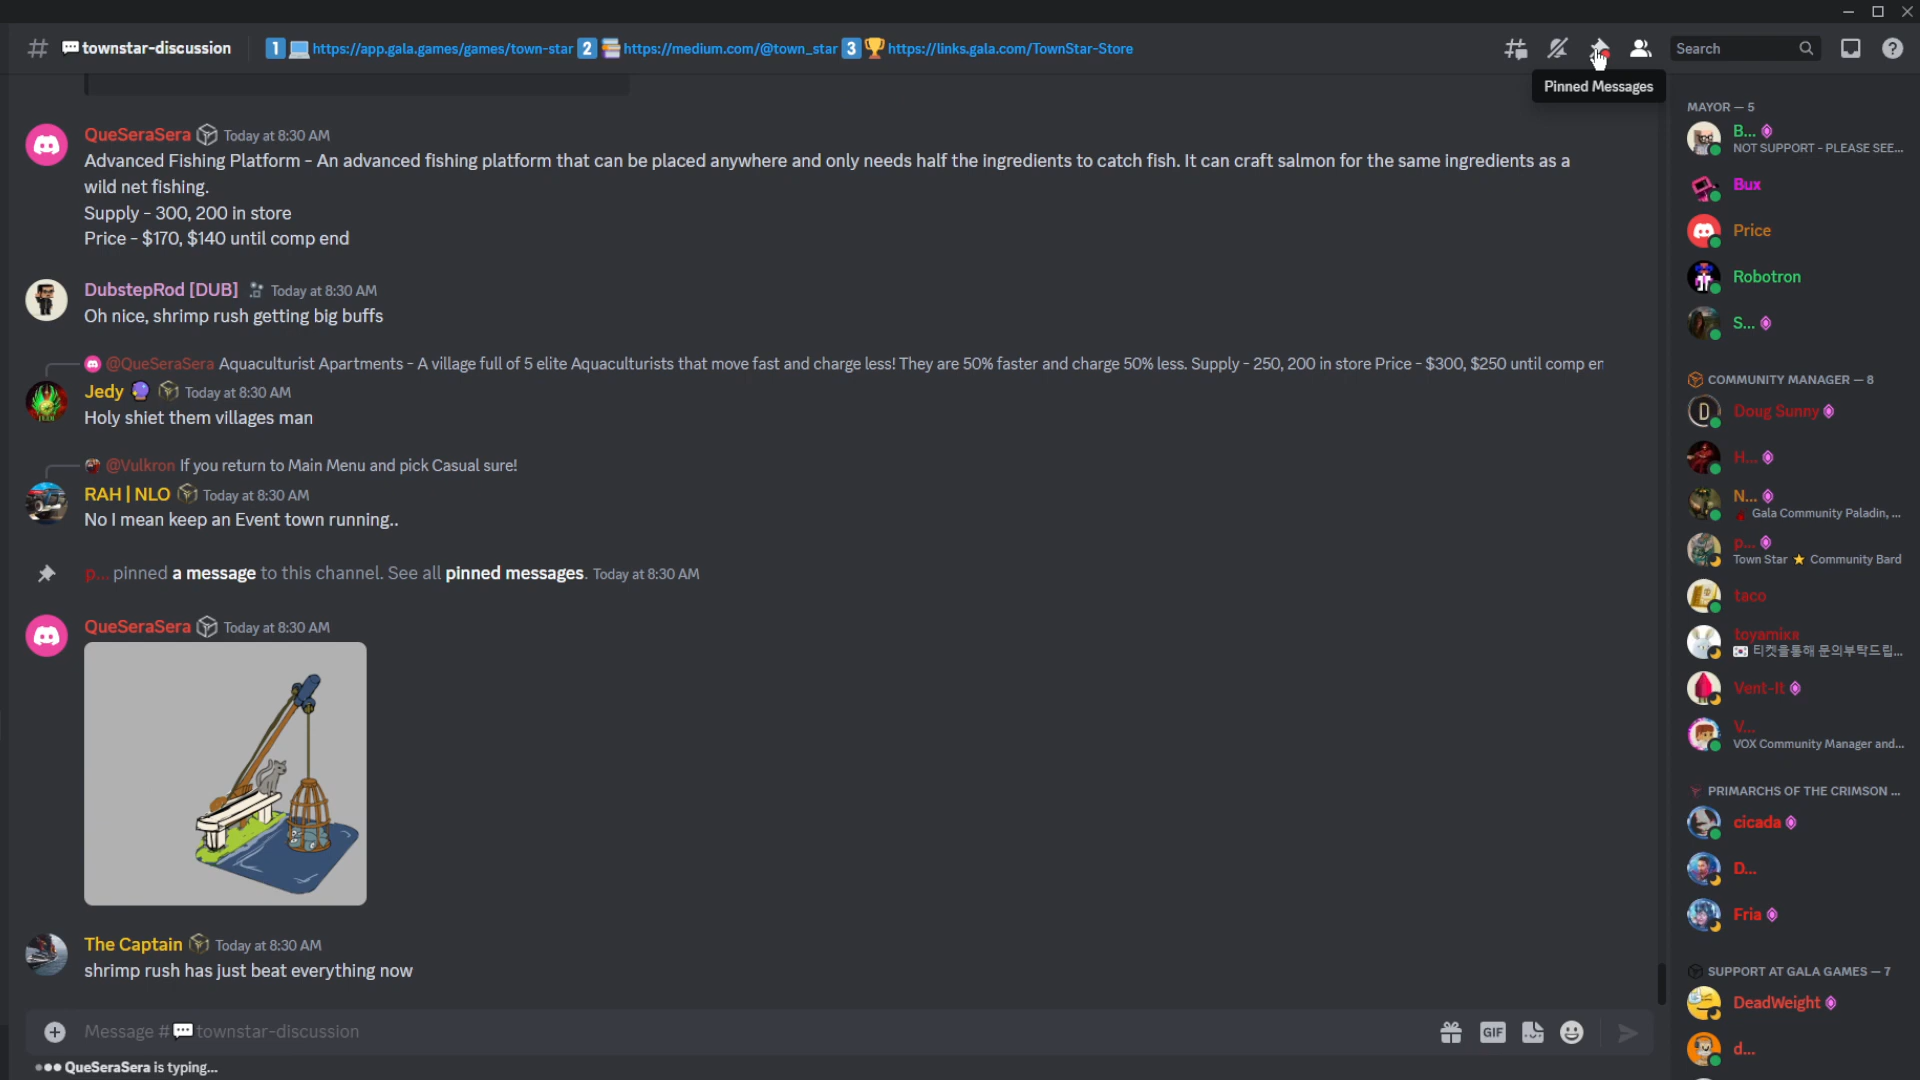 townstar-discussion
1 https://app.gala.games/games/town-star 2 https://medium.com/@town_star 3 https://links.gala.com/TownStar-Store
Search
Pinned Messages
QueSeraSera Today at 8:30 AM
Advanced Fishing Platform - An advanced fishing platform that can be placed anywhere and only needs half the ingredients to catch fish. It can craft salmon for the same ingredients as a
wild net fishing.
Supply - 300, 200 in store
Price - $170, $140 until comp end
DubstepRod [DUB] Today at 8:30 AM
Oh nice, shrimp rush getting big buffs
@QueSeraSera Aquaculturist Apartments - A village full of 5 elite Aquaculturists that move fast and charge less! They are 50% faster and charge 50% less. Supply - 250, 200 in store Price - $300, $250 until comp en
Jedy Today at 8:30 AM
Holy shiet them villages man
@Vulkron If you return to Main Menu and pick Casual sure!
RAH | NLO Today at 8:30 AM
No I mean keep an Event town running..
p... pinned a message to this channel. See all pinned messages. Today at 8:30 AM
QueSeraSera Today at 8:30 AM
The Captain Today at 8:30 AM
shrimp rush has just beat everything now
Message # townstar-discussion
GIF
QueSeraSera is typing...
MAYOR — 5
B...
NOT SUPPORT - PLEASE SEE...
Bux
Price
Robotron
S...
COMMUNITY MANAGER — 8
Doug Sunny
H...
N...
Gala Community Paladin, ...
p...
Town Star ⭐ Community Bard
taco
toyamiкя
티켓을통해 문의부탁드립...
Vent-It
V...
VOX Community Manager and...
PRIMARCHS OF THE CRIMSON ...
cicada
D...
Fria
SUPPORT AT GALA GAMES — 7
DeadWeight
d...